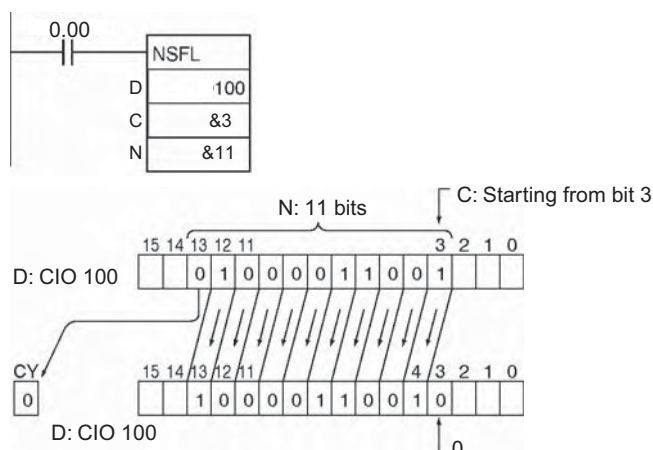 0.00
NSFL
D 100
C &3
N &11
C: Starting from bit 3
N: 11 bits
15 14 13 12 11 3 2 1 0
D: CIO 100 0 1 0 0 0 0 1 1 0 0 1
CY 15 14 13 12 11 4 3 2 1 0
0 1 0 0 0 0 1 1 0 0 1 0
D: CIO 100
0